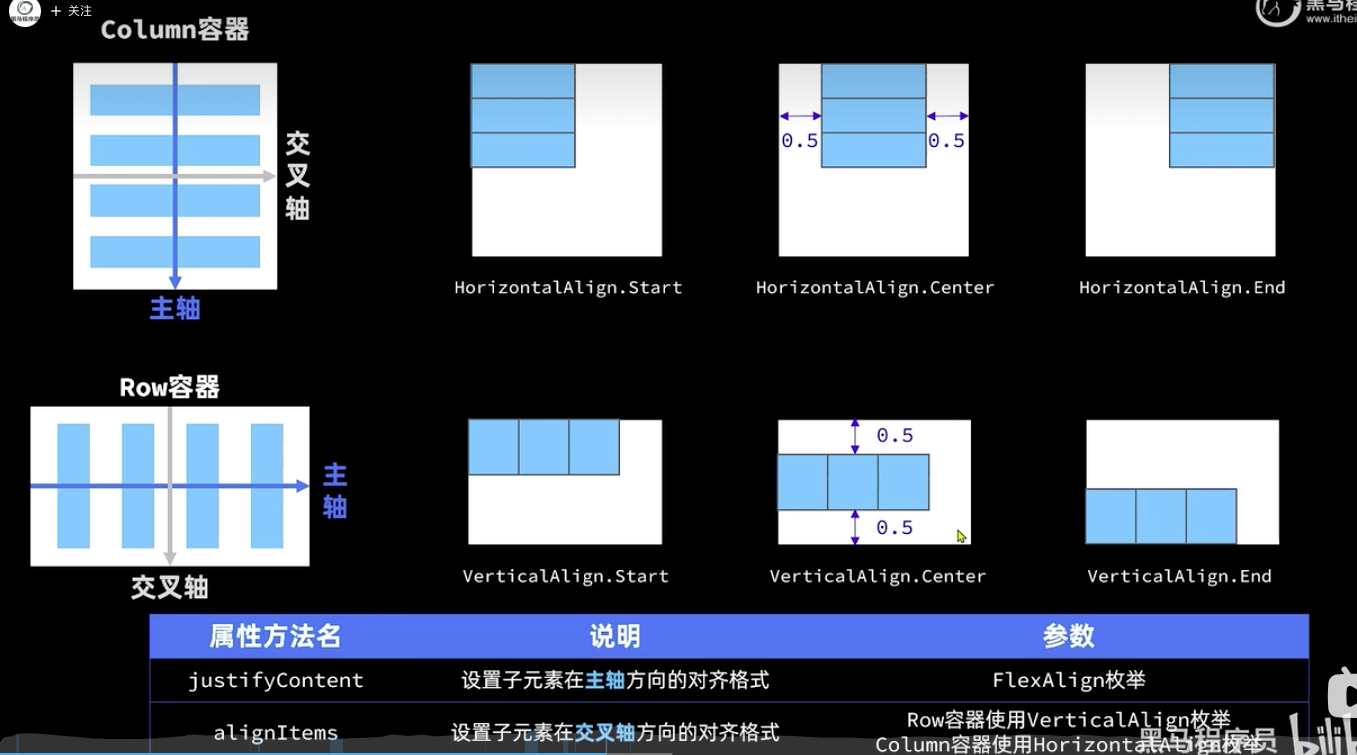 + 关注
Column容器
交叉轴
主轴
0.5
0.5
HorizontalAlign.Start
HorizontalAlign.Center
HorizontalAlign.End
Row容器
主轴
交叉轴
0.5
0.5
VerticalAlign.Start
VerticalAlign.Center
VerticalAlign.End
属性方法名 说明 参数
justifyContent 设置子元素在主轴方向的对齐格式 FlexAlign枚举
alignItems 设置子元素在交叉轴方向的对齐格式 Row容器使用VerticalAlign枚举
Column容器使用HorizontalAlign枚举
黑马程序员